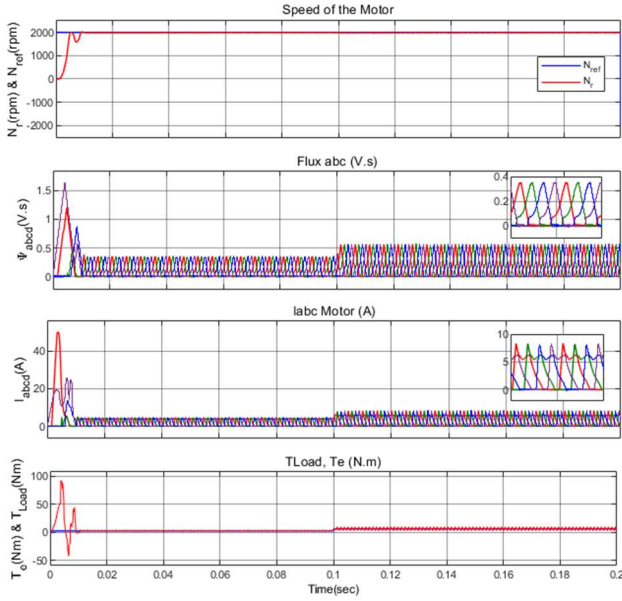 Speed of the Motor
N_r(rpm) & N_ref(rpm)
2000
1000
0
-1000
-2000
N_ref
N_r
Flux abc (V.s)
Ψ_abcd(V.s)
1.5
1
0.5
0
0.4
0.2
0
Iabc Motor (A)
I_abcd(A)
40
20
0
10
5
0
TLoad, Te (N.m)
T_e(Nm) & T_Load(Nm)
100
50
0
-50
0 0.02 0.04 0.06 0.08 0.1 0.12 0.14 0.16 0.18 0.2
Time(sec)